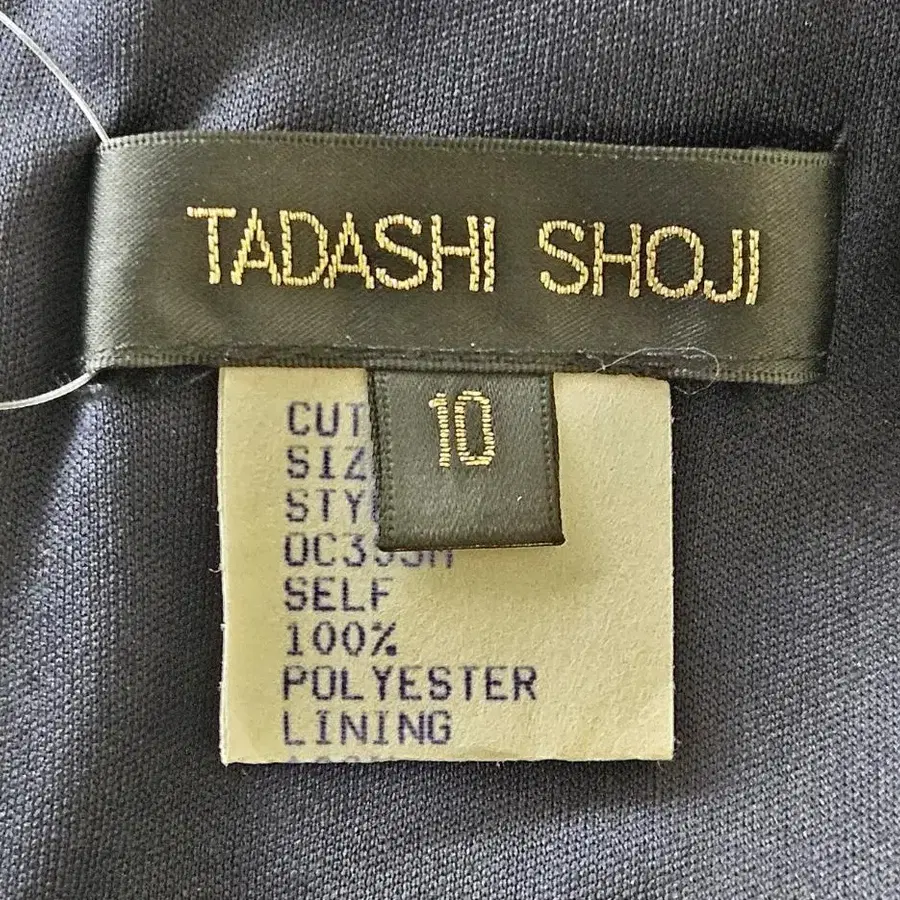 TADASHI SHOJI
10
CUT
SELF
100%
POLYESTER
LINING